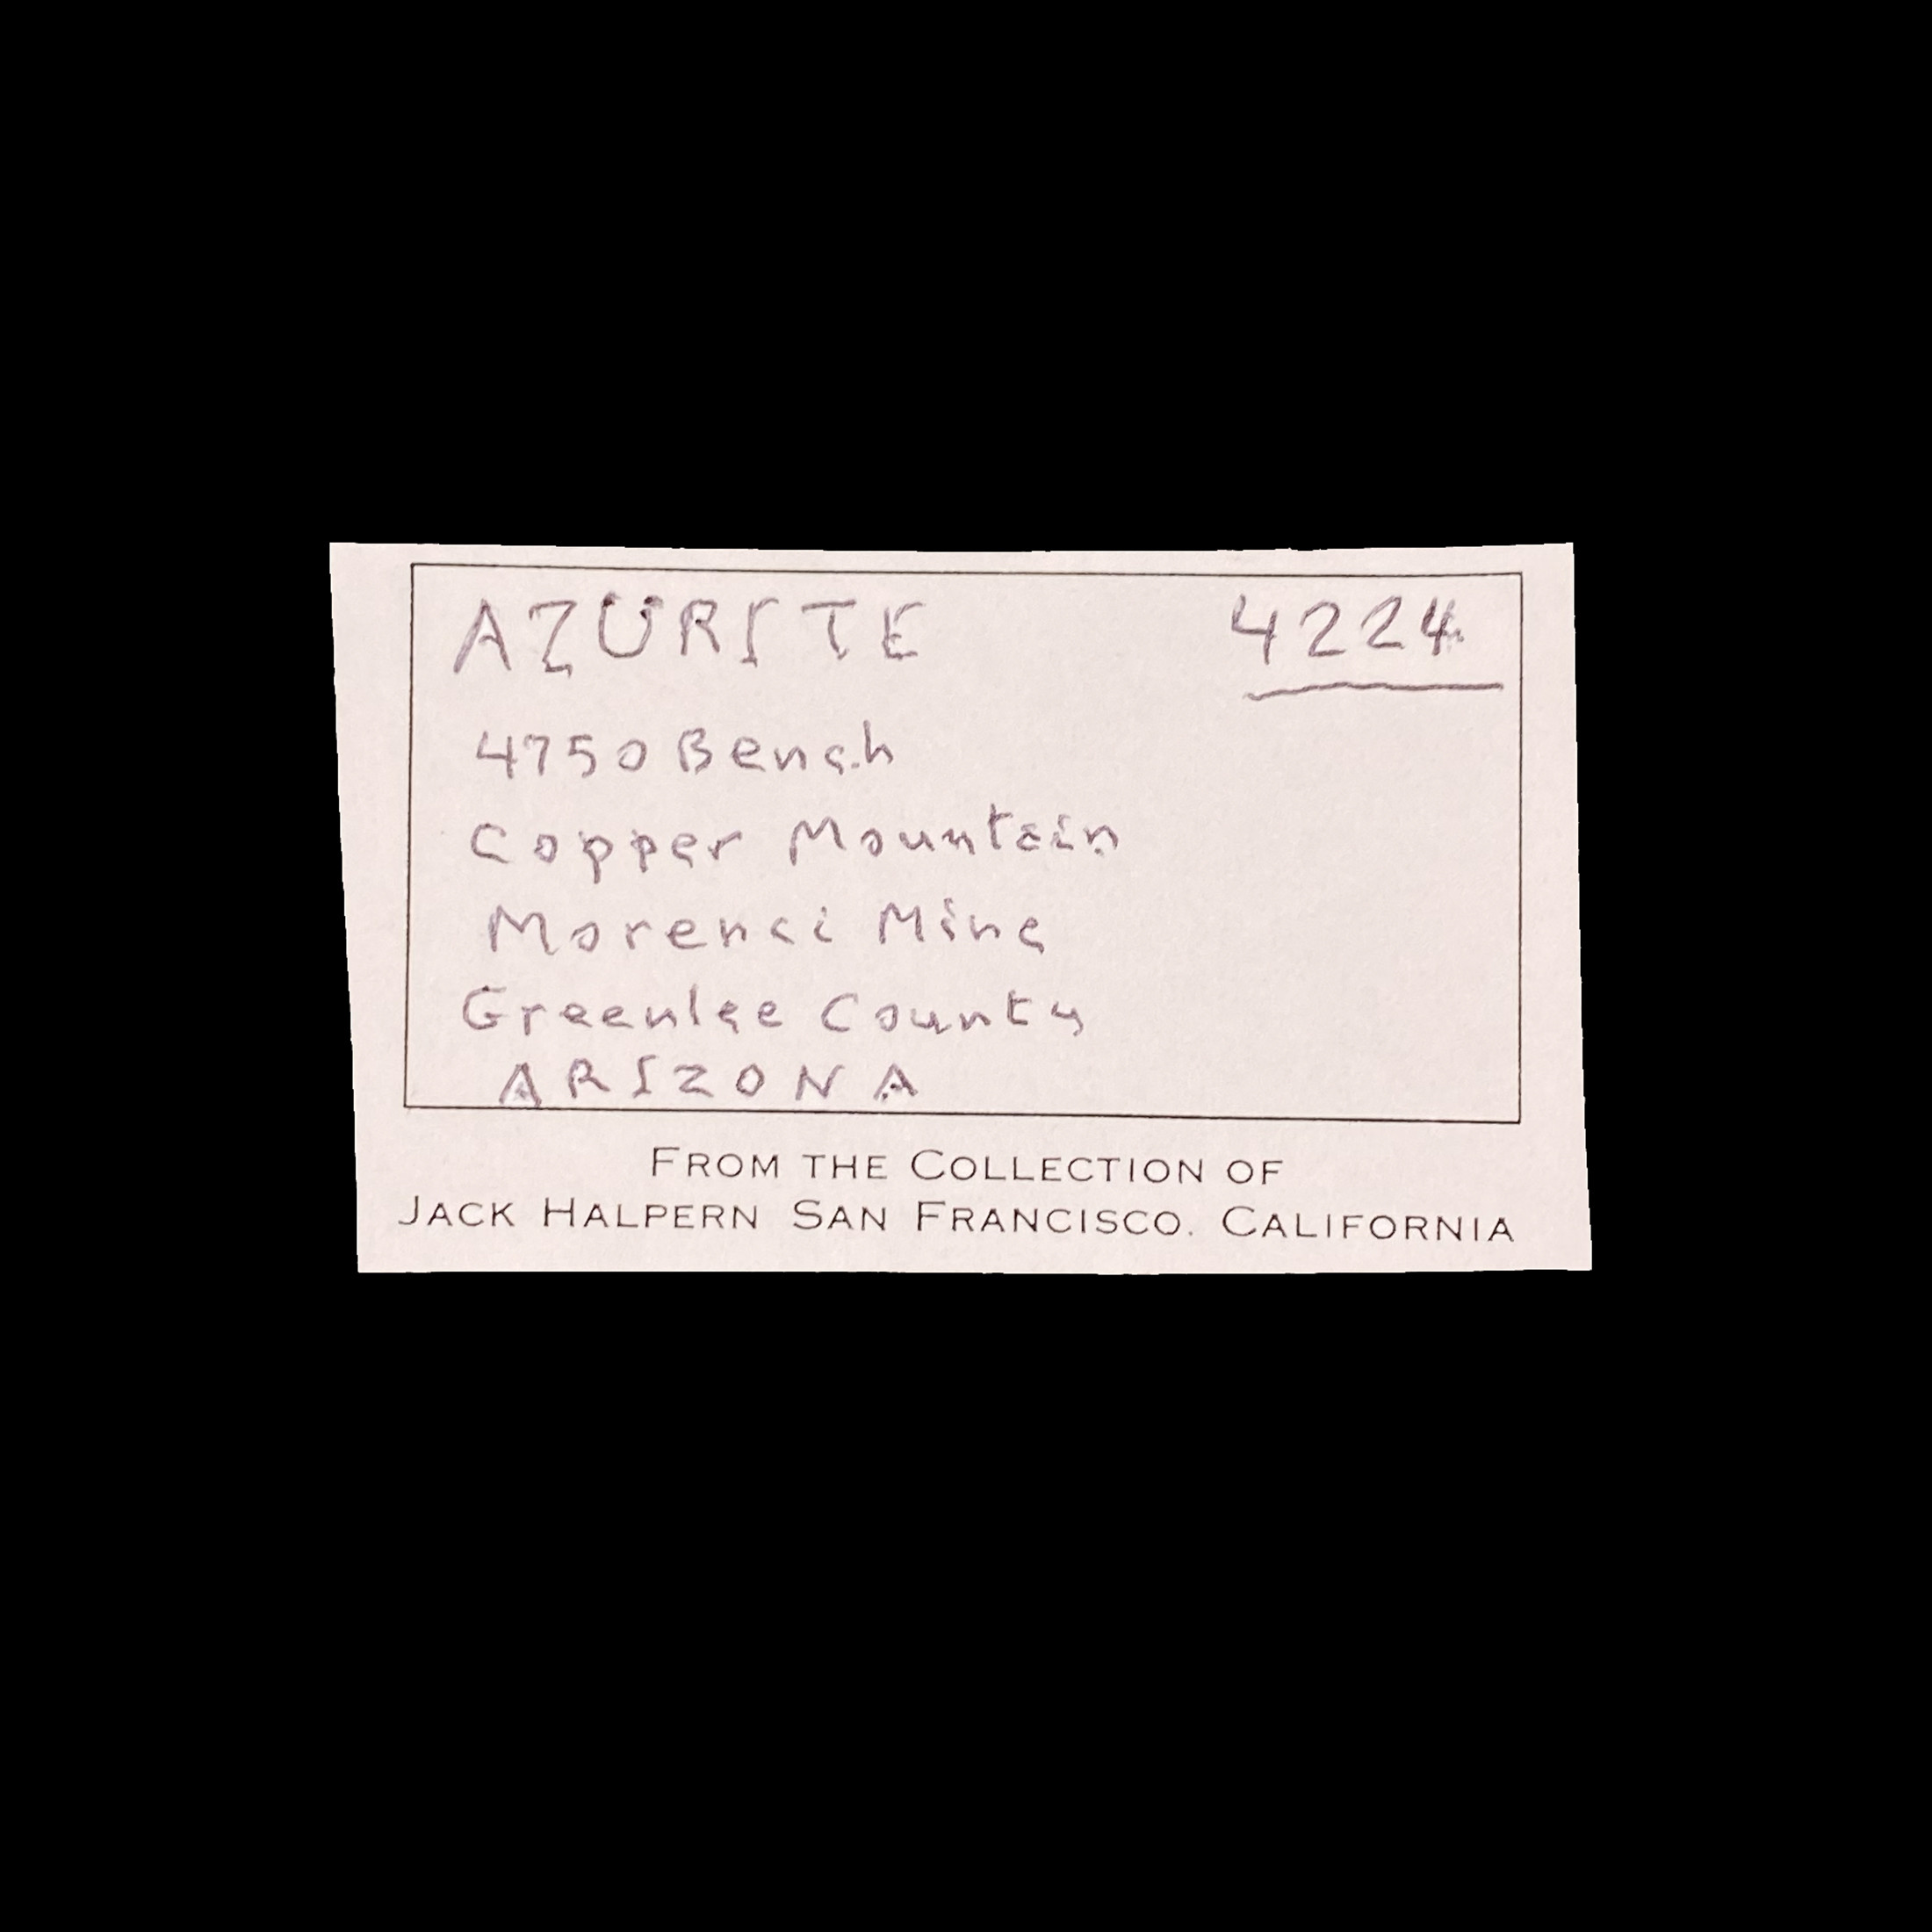 AZURITE 4224
4750 Bench
Copper Mountain
Morenci Mine
Greenlee County
ARIZONA
FROM THE COLLECTION OF
JACK HALPERN SAN FRANCISCO. CALIFORNIA